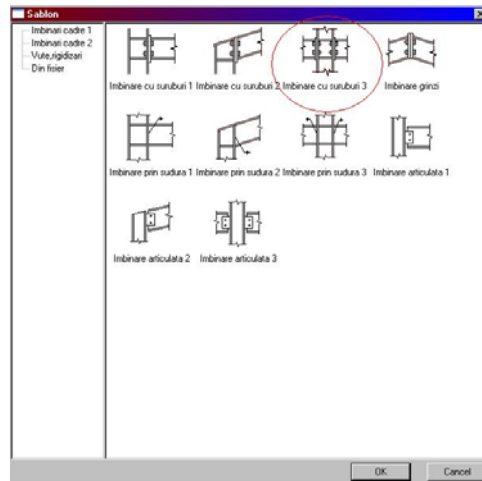 Sablon
Imbinari cadre 1
Imbinari cadre 2
Vute,rigidizari
Din fisier
Imbinare cu suruburi 1 Imbinare cu suruburi 2 Imbinare cu suruburi 3 Imbinare grinzi
Imbinare prin sudura 1 Imbinare prin sudura 2 Imbinare prin sudura 3 Imbinare articulata 1
Imbinare articulata 2 Imbinare articulata 3
OK Cancel